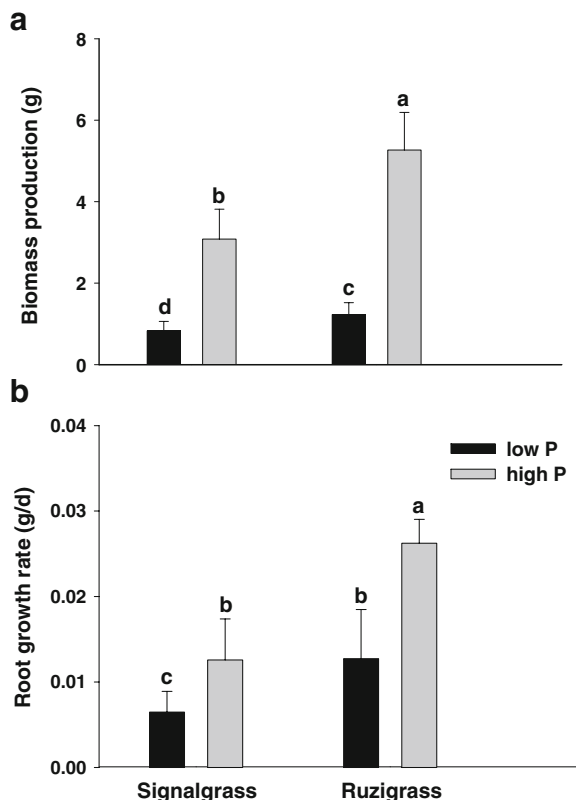 a
Biomass production (g)
8
6
4
2
0
d
b
c
a
b
Root growth rate (g/d)
0.04
0.03
0.02
0.01
0.00
low P
high P
c
b
b
a
Signalgrass Ruzigrass